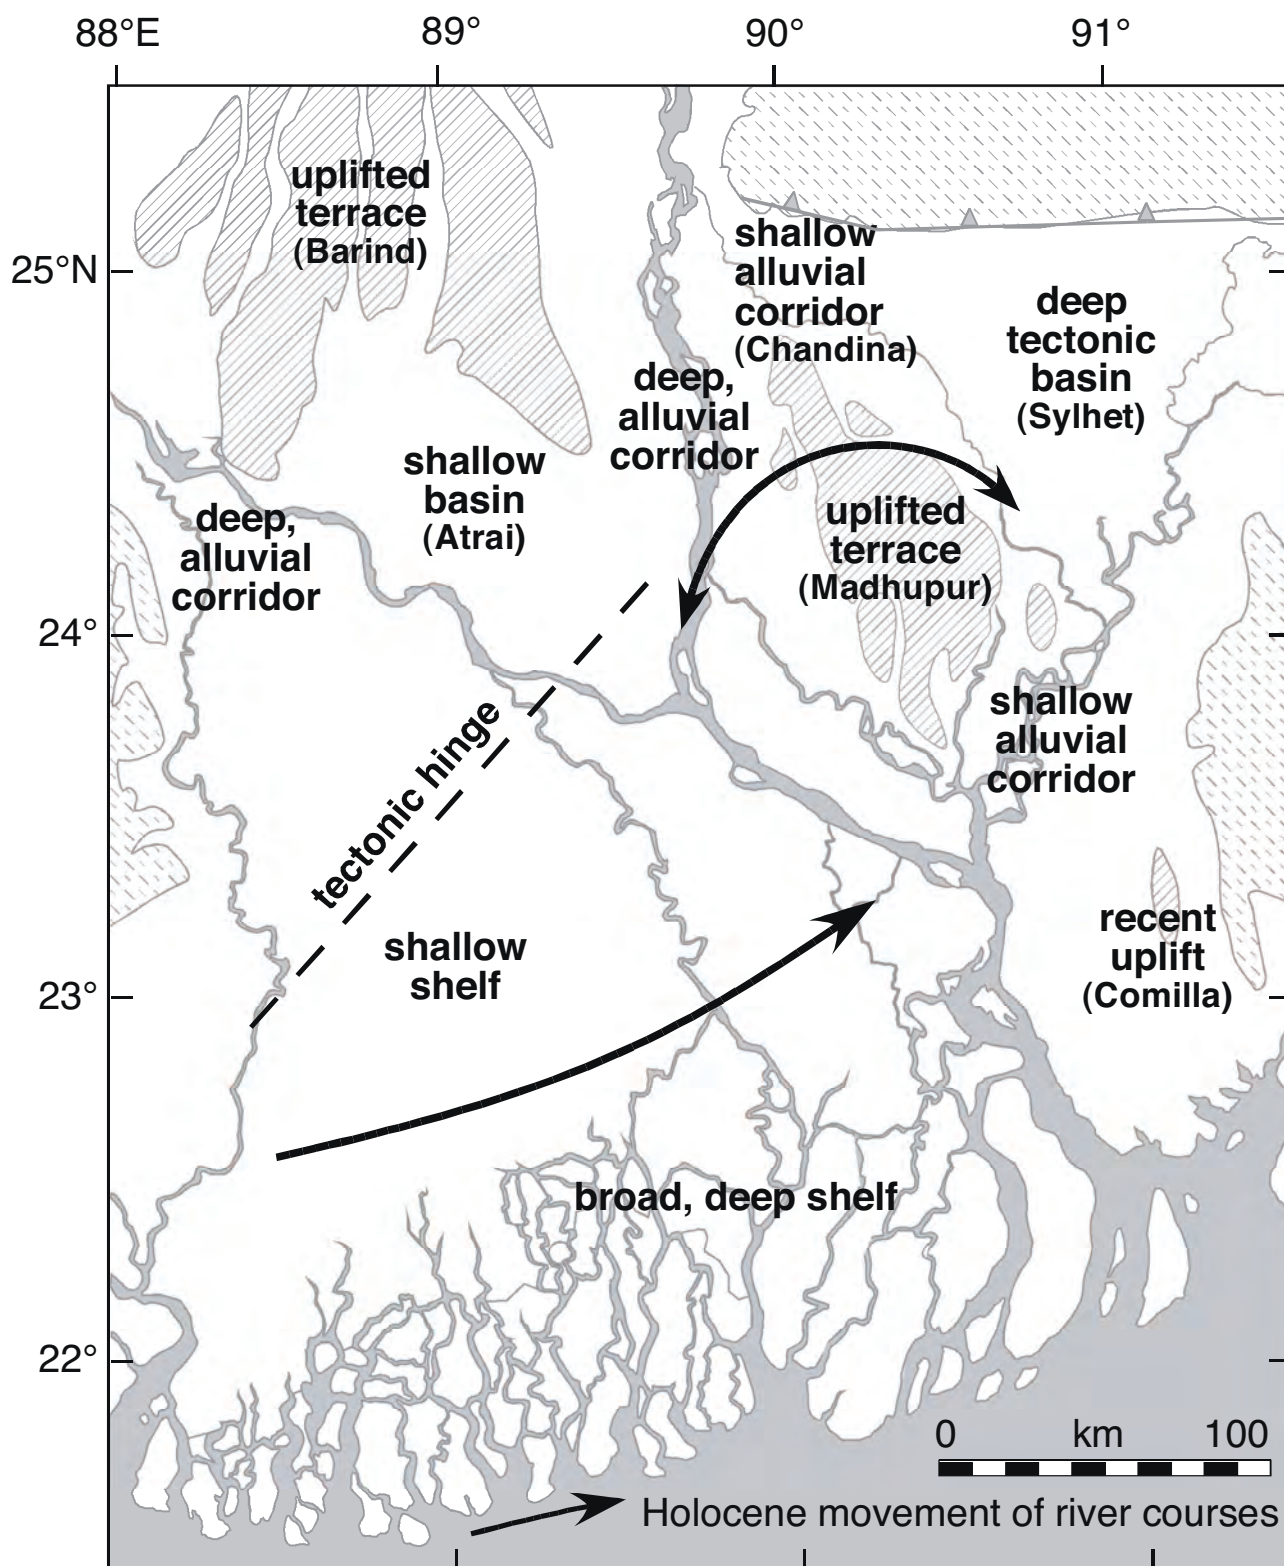 88°E
89°
90°
91°
uplifted
terrace
(Barind)
25°N
shallow
alluvial
corridor
(Chandina)
deep
tectonic
basin
(Sylhet)
deep,
alluvial
corridor
shallow
basin
(Atrai)
deep,
alluvial
corridor
uplifted
terrace
(Madhupur)
24°
tectonic hinge
shallow
alluvial
corridor
shallow
shelf
recent
uplift
(Comilla)
23°
broad, deep shelf
22°
0 km 100
Holocene movement of river courses